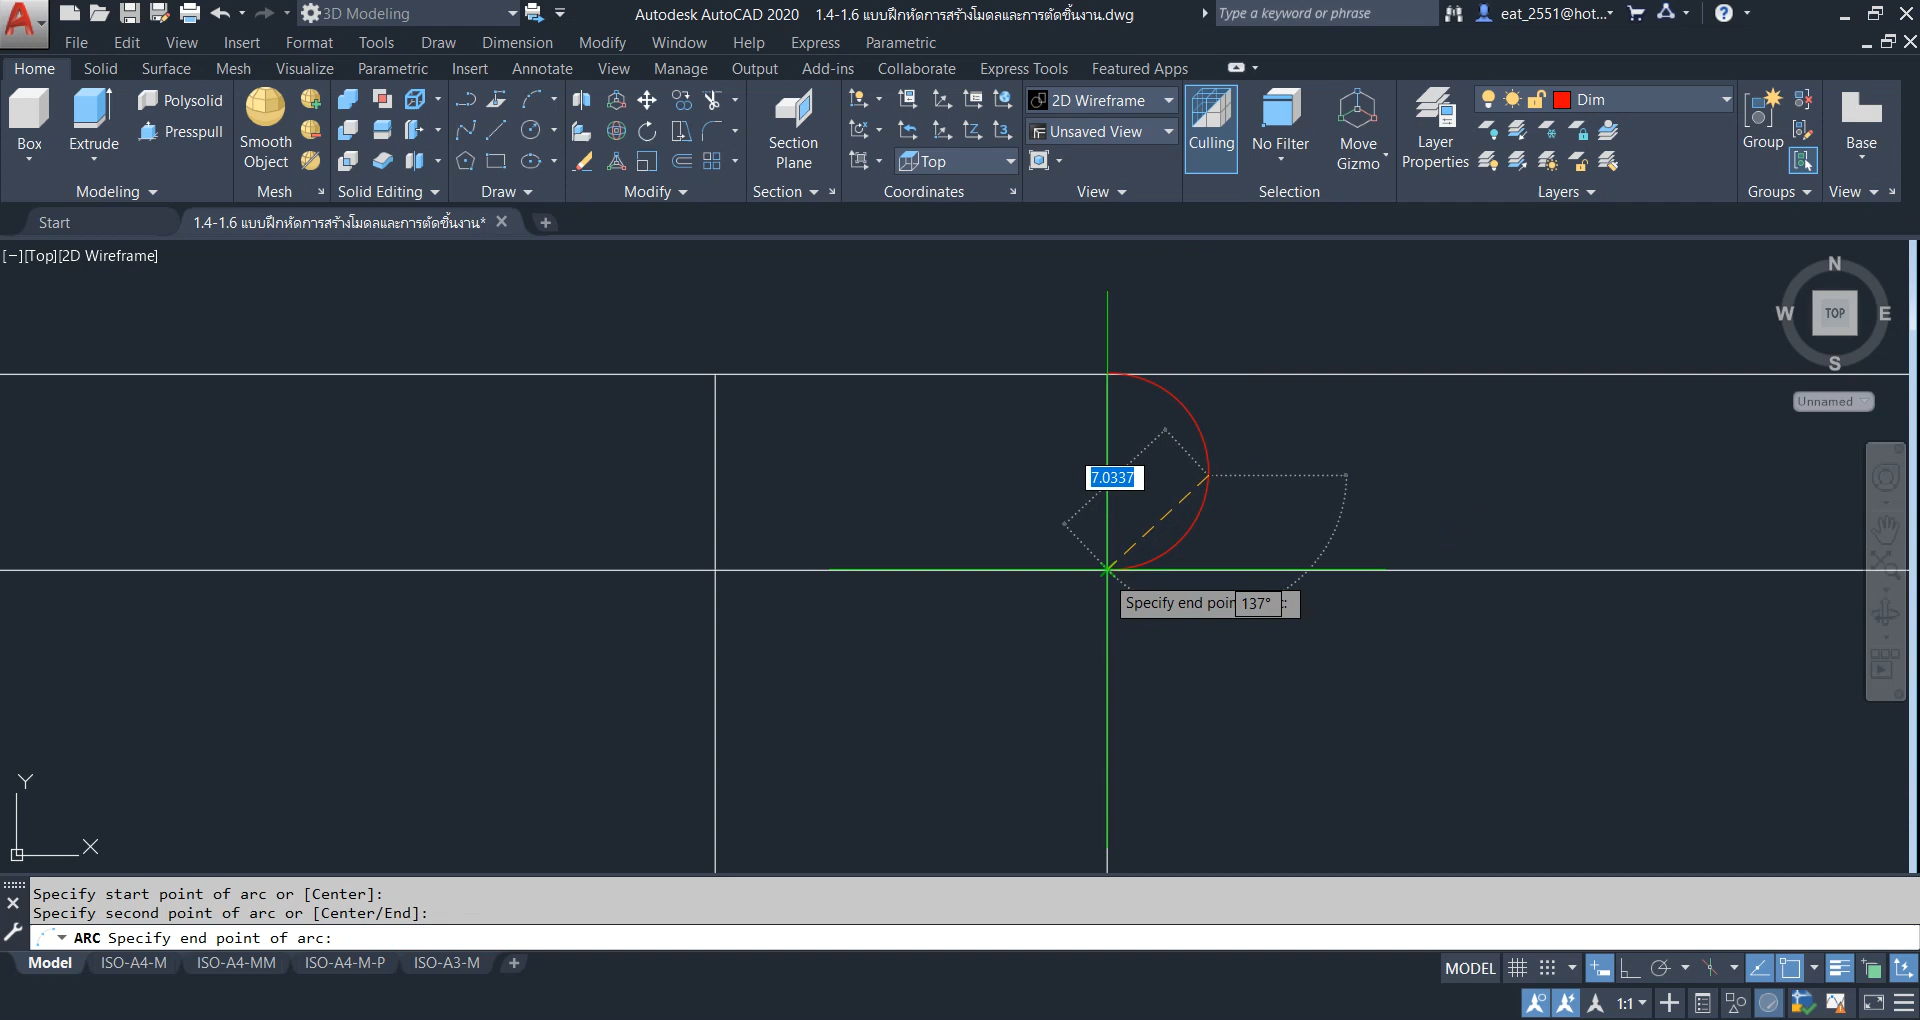 3D Modeling
Autodesk AutoCAD 2020 1.4-1.6 แบบฝึกหัดการสร้างโมดลและการตัดชิ้นงาน.dwg
Type a keyword or phrase
eat_2551@hot...
File Edit View Insert Format Tools Draw Dimension Modify Window Help Express Parametric
Home Solid Surface Mesh Visualize Parametric Insert Annotate View Manage Output Add-ins Collaborate Express Tools Featured Apps
Box
Extrude
Polysolid
Presspull
Modeling
Smooth
Object
Mesh
Solid Editing
Draw
Modify
Section
Plane
Section
Top
Coordinates
2D Wireframe
Unsaved View
View
Culling
No Filter
Move
Gizmo
Selection
Layer
Properties
Dim
Layers
Group
Groups
Base
View
Start
1.4-1.6 แบบฝึกหัดการสร้างโมดลและการตัดชิ้นงาน*
[−][Top][2D Wireframe]
N
W TOP E
S
Unnamed
7.0337
Specify end poin 137° :
Y
X
Specify start point of arc or [Center]:
Specify second point of arc or [Center/End]:
ARC Specify end point of arc:
Model ISO-A4-M ISO-A4-MM ISO-A4-M-P ISO-A3-M
MODEL
1:1